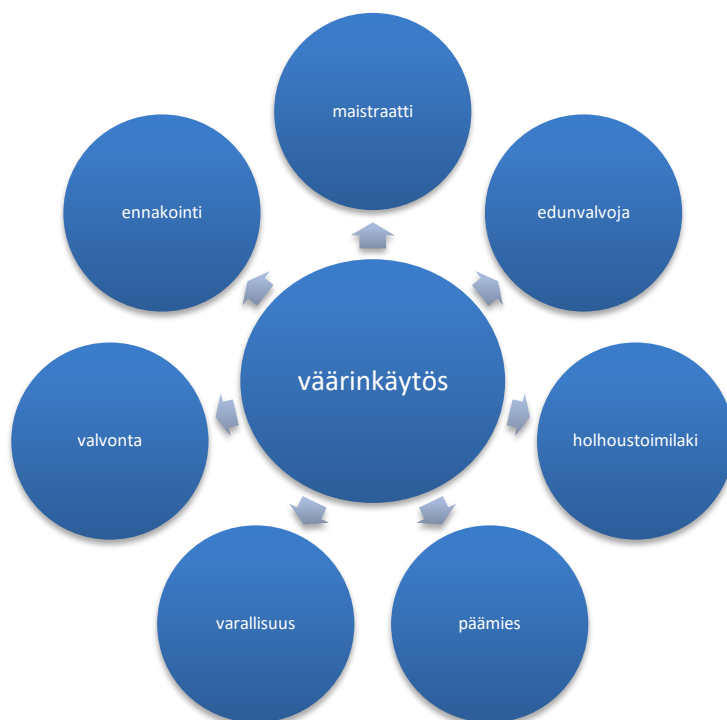 maistraatti
ennakointi
edunvalvoja
väärinkäytös
valvonta
holhoustoimilaki
varallisuus
päämies